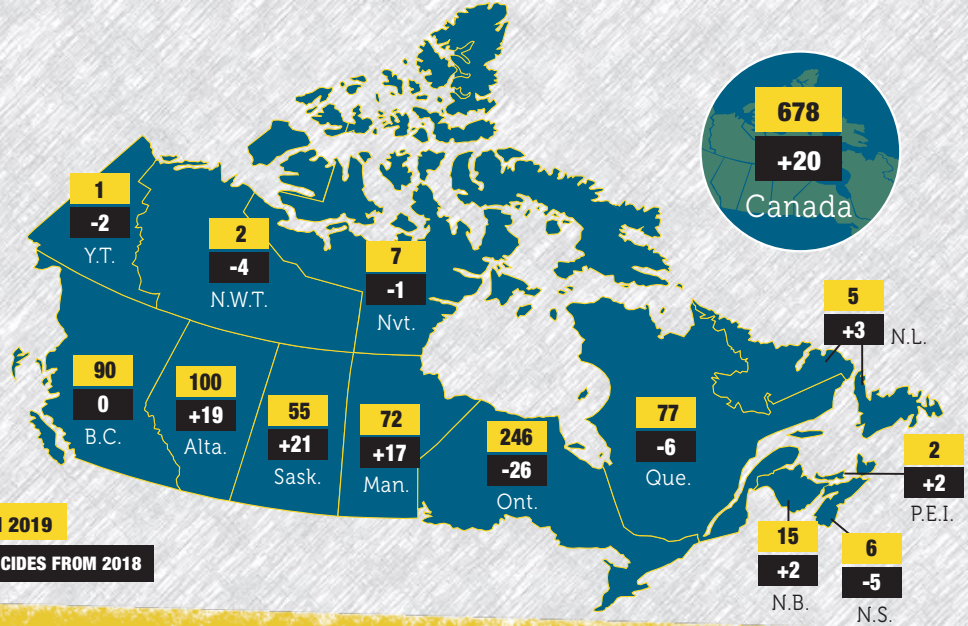 678
+20
Canada
1
-2
Y.T.
2
-4
N.W.T.
7
-1
Nvt.
5
+3
N.L.
90
0
B.C.
100
+19
Alta.
55
+21
Sask.
72
+17
Man.
246
-26
Ont.
77
-6
Que.
2
+2
P.E.I.
15
+2
N.B.
6
-5
N.S.
2019
FROM 2018